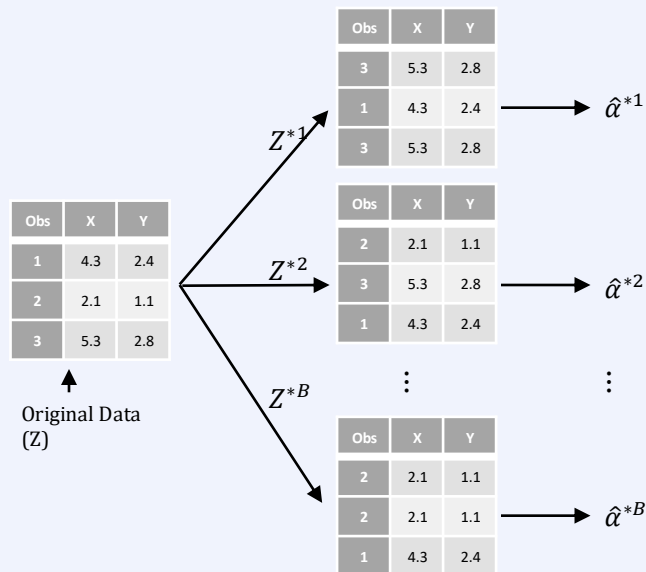 Obs X Y
3 5.3 2.8
1 4.3 2.4
3 5.3 2.8
Z*1
α̂*1
Obs X Y
1 4.3 2.4
2 2.1 1.1
3 5.3 2.8
Original Data
(Z)
Z*2
Obs X Y
2 2.1 1.1
3 5.3 2.8
1 4.3 2.4
α̂*2
⋮ ⋮
Z*B
Obs X Y
2 2.1 1.1
2 2.1 1.1
1 4.3 2.4
α̂*B